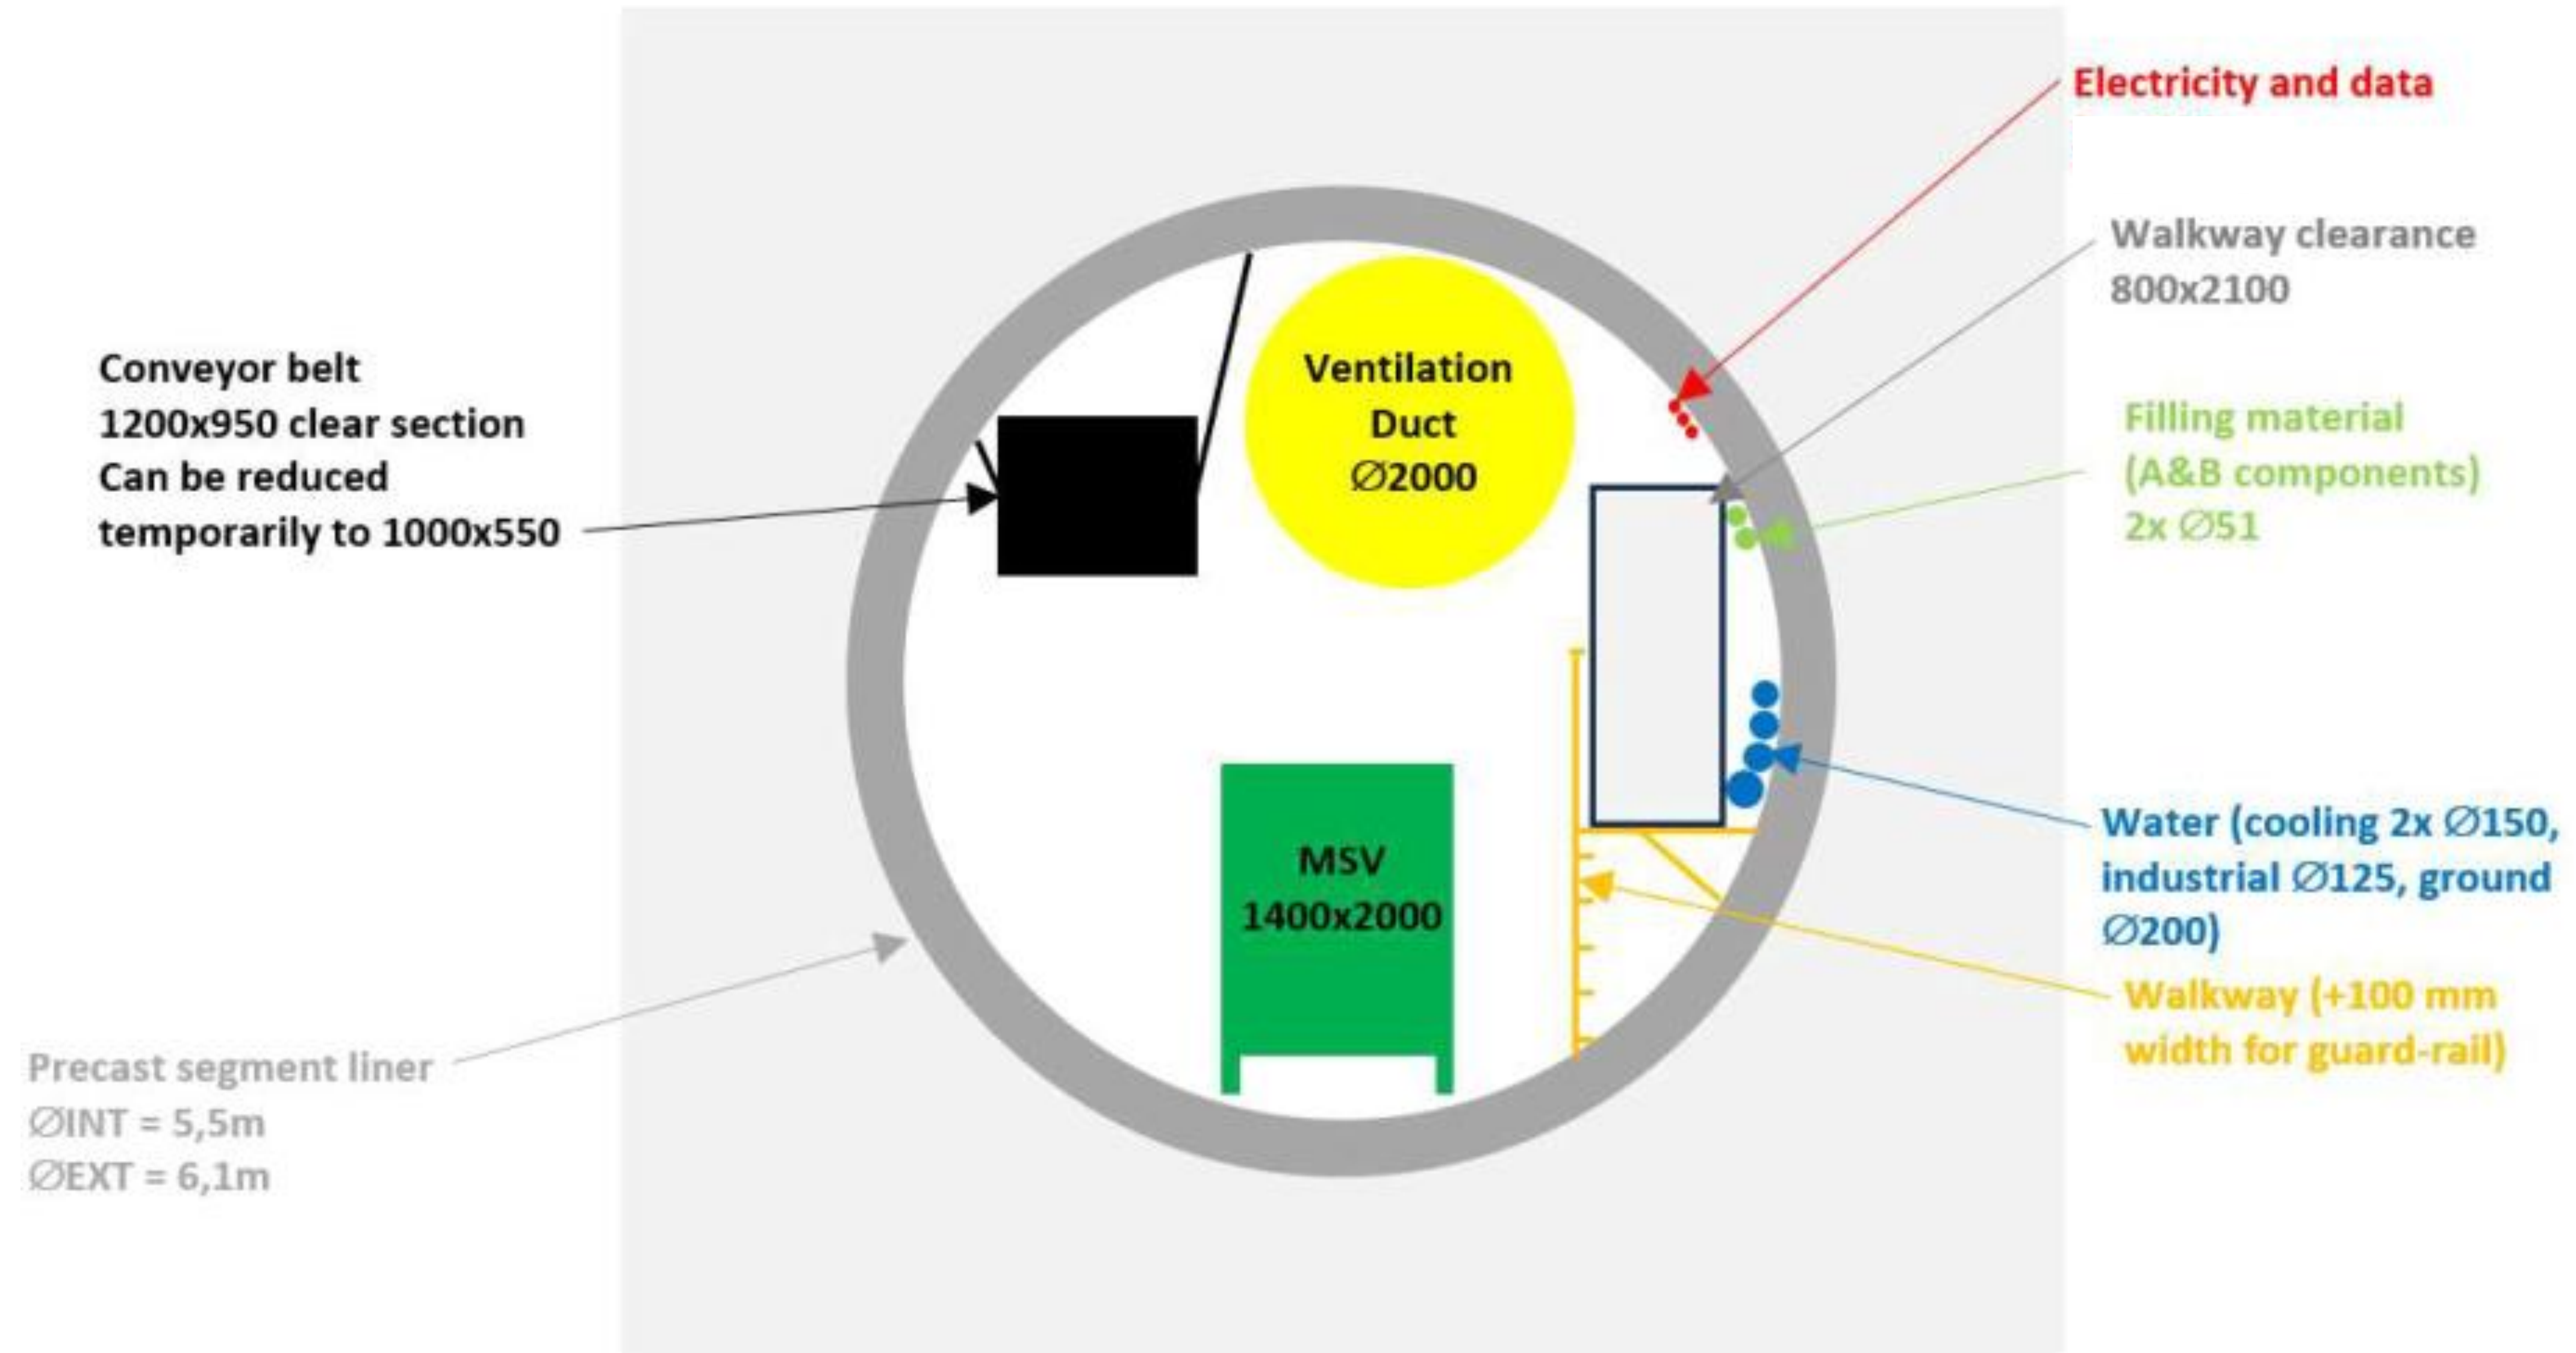 Electricity and data
Walkway clearance
800x2100
Conveyor belt
1200x950 clear section
Can be reduced
temporarily to 1000x550
Ventilation
Duct
∅2000
Filling material
(A&B components)
2x ∅51
MSV
1400x2000
Water (cooling 2x ∅150,
industrial ∅125, ground
∅200)
Walkway (+100 mm
width for guard-rail)
Precast segment liner
∅INT = 5,5m
∅EXT = 6,1m